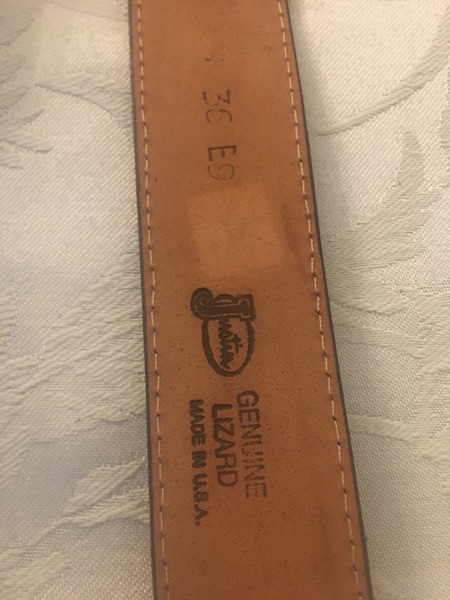 36 E9
Justin
GENUINE
LIZARD
MADE IN U.S.A.